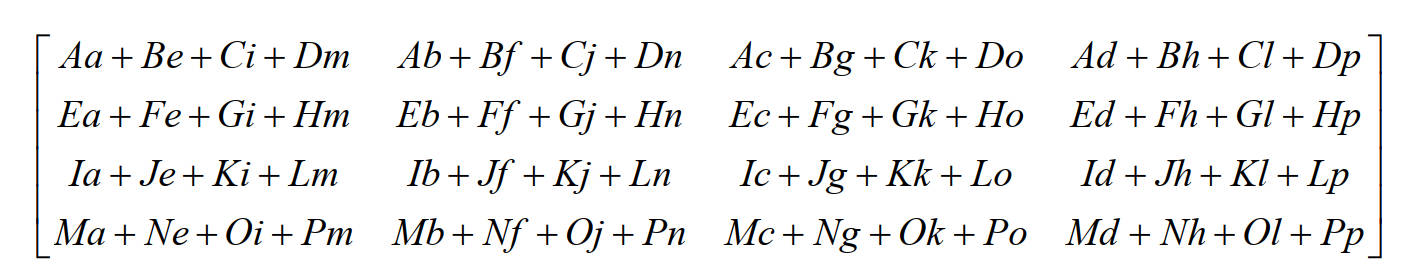 Aa + Be + Ci + Dm Ab + Bf + Cj + Dn Ac + Bg + Ck + Do Ad + Bh + Cl + Dp
Ea + Fe + Gi + Hm Eb + Ff + Gj + Hn Ec + Fg + Gk + Ho Ed + Fh + Gl + Hp
Ia + Je + Ki + Lm Ib + Jf + Kj + Ln Ic + Jg + Kk + Lo Id + Jh + Kl + Lp
Ma + Ne + Oi + Pm Mb + Nf + Oj + Pn Mc + Ng + Ok + Po Md + Nh + Ol + Pp